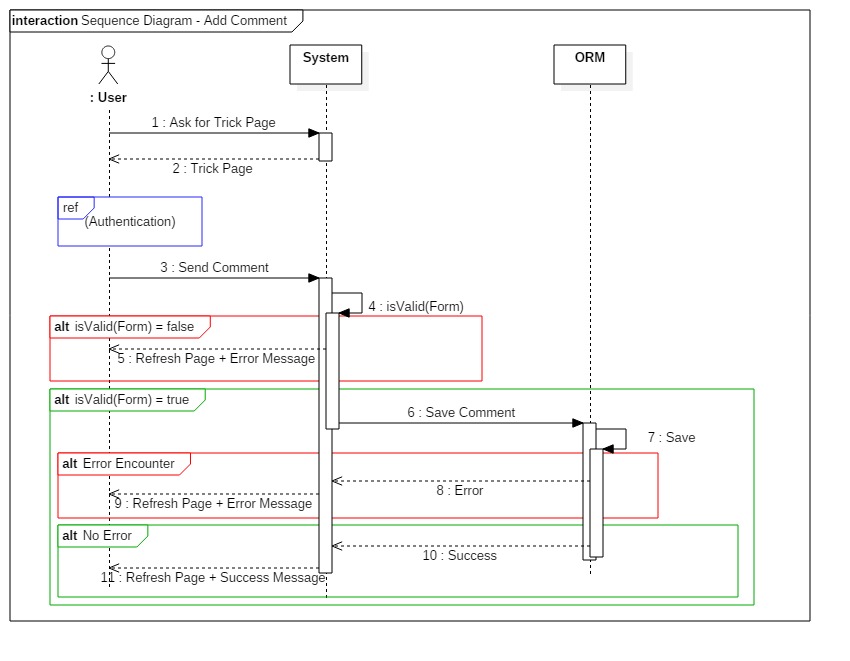 interaction Sequence Diagram - Add Comment
System
ORM
: User
1 : Ask for Trick Page
2 : Trick Page
ref
(Authentication)
3 : Send Comment
4 : isValid(Form)
alt isValid(Form) = false
5 : Refresh Page + Error Message
alt isValid(Form) = true
6 : Save Comment
7 : Save
alt Error Encounter
8 : Error
9 : Refresh Page + Error Message
alt No Error
10 : Success
11 : Refresh Page + Success Message